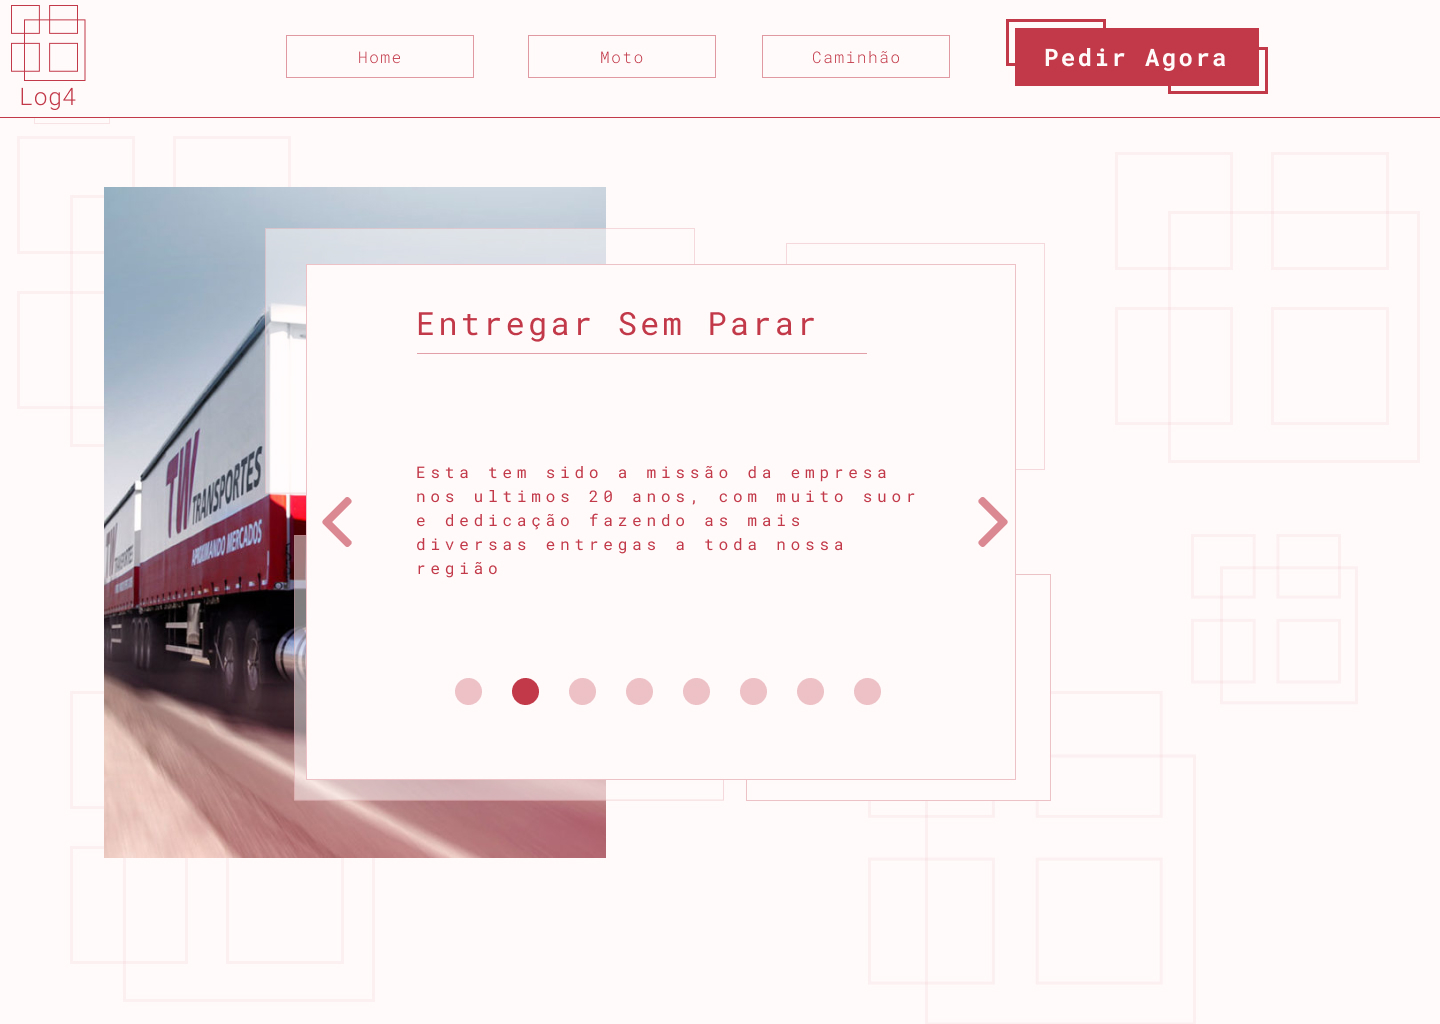 Log4
Home
Moto
Caminhão
Pedir Agora
Entregar Sem Parar
Esta tem sido a missão da empresa
nos ultimos 20 anos, com muito suor
e dedicação fazendo as mais
diversas entregas a toda nossa
região
TW TRANSPORTES
APROXIMANDO MERCADOS
TW